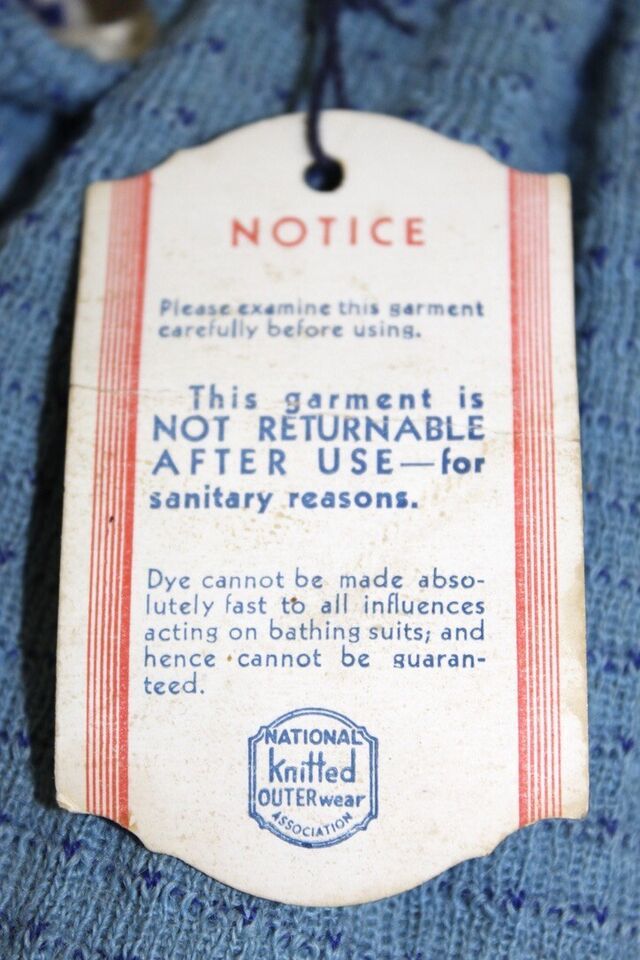 NOTICE
Please examine this garment
carefully before using.
This garment is
NOT RETURNABLE
AFTER USE—for
sanitary reasons.
Dye cannot be made abso-
lutely fast to all influences
acting on bathing suits; and
hence cannot be guaran-
teed.
NATIONAL
Knitted
OUTERwear
ASSOCIATION